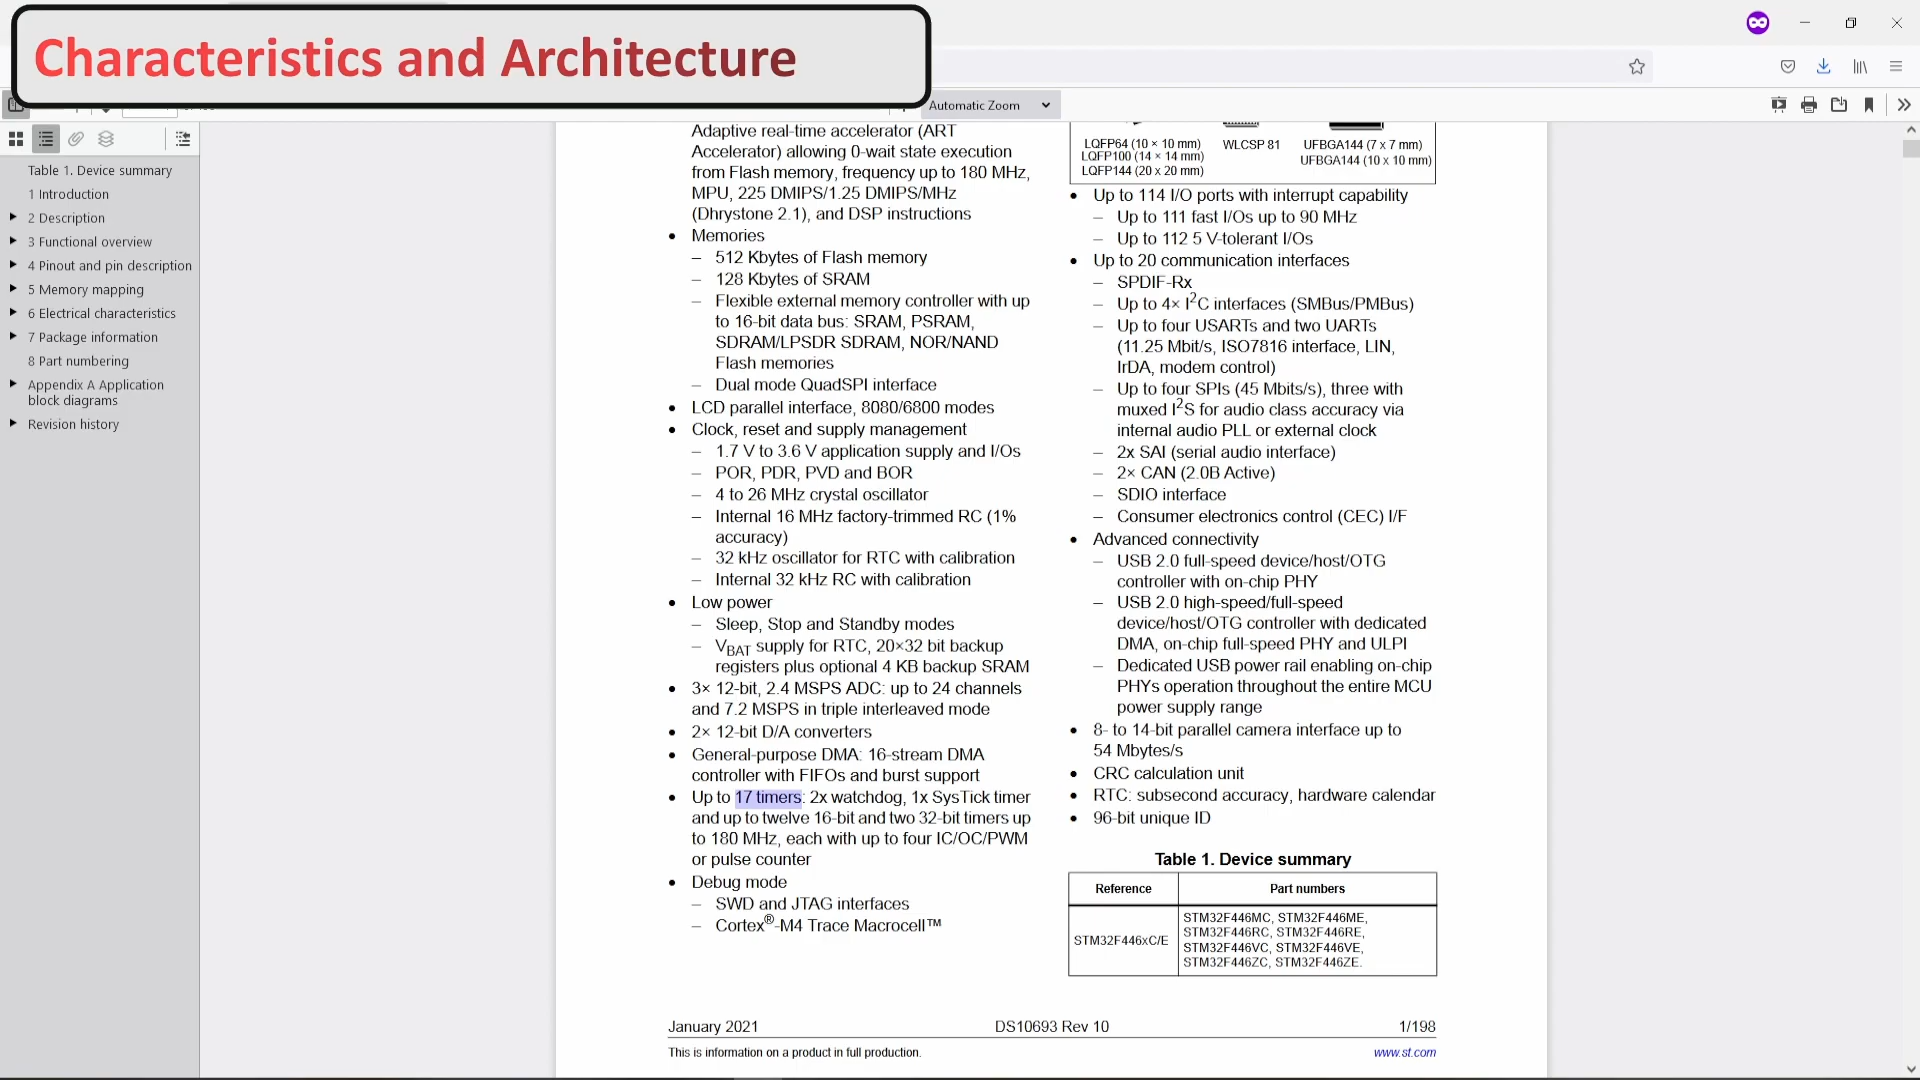 Characteristics and Architecture
Automatic Zoom
Table 1. Device summary
1 Introduction
2 Description
3 Functional overview
4 Pinout and pin description
5 Memory mapping
6 Electrical characteristics
7 Package information
8 Part numbering
Appendix A Application
block diagrams
Revision history
Adaptive real-time accelerator (ART
Accelerator) allowing 0-wait state execution
from Flash memory, frequency up to 180 MHz,
MPU, 225 DMIPS/1.25 DMIPS/MHz
(Dhrystone 2.1), and DSP instructions
• Memories
– 512 Kbytes of Flash memory
– 128 Kbytes of SRAM
– Flexible external memory controller with up
to 16-bit data bus: SRAM, PSRAM,
SDRAM/LPSDR SDRAM, NOR/NAND
Flash memories
– Dual mode QuadSPI interface
• LCD parallel interface, 8080/6800 modes
• Clock, reset and supply management
– 1.7 V to 3.6 V application supply and I/Os
– POR, PDR, PVD and BOR
– 4 to 26 MHz crystal oscillator
– Internal 16 MHz factory-trimmed RC (1%
accuracy)
– 32 kHz oscillator for RTC with calibration
– Internal 32 kHz RC with calibration
• Low power
– Sleep, Stop and Standby modes
– VBAT supply for RTC, 20×32 bit backup
registers plus optional 4 KB backup SRAM
• 3× 12-bit, 2.4 MSPS ADC: up to 24 channels
and 7.2 MSPS in triple interleaved mode
• 2× 12-bit D/A converters
• General-purpose DMA: 16-stream DMA
controller with FIFOs and burst support
• Up to 17 timers: 2x watchdog, 1x SysTick timer
and up to twelve 16-bit and two 32-bit timers up
to 180 MHz, each with up to four IC/OC/PWM
or pulse counter
• Debug mode
– SWD and JTAG interfaces
– Cortex®-M4 Trace Macrocell™
LQFP64 (10 × 10 mm)
LQFP100 (14 × 14 mm)
LQFP144 (20 x 20 mm)
WLCSP 81
UFBGA144 (7 x 7 mm)
UFBGA144 (10 x 10 mm)
• Up to 114 I/O ports with interrupt capability
– Up to 111 fast I/Os up to 90 MHz
– Up to 112 5 V-tolerant I/Os
• Up to 20 communication interfaces
– SPDIF-Rx
– Up to 4× I2C interfaces (SMBus/PMBus)
– Up to four USARTs and two UARTs
(11.25 Mbit/s, ISO7816 interface, LIN,
IrDA, modem control)
– Up to four SPIs (45 Mbits/s), three with
muxed I2S for audio class accuracy via
internal audio PLL or external clock
– 2x SAI (serial audio interface)
– 2× CAN (2.0B Active)
– SDIO interface
– Consumer electronics control (CEC) I/F
• Advanced connectivity
– USB 2.0 full-speed device/host/OTG
controller with on-chip PHY
– USB 2.0 high-speed/full-speed
device/host/OTG controller with dedicated
DMA, on-chip full-speed PHY and ULPI
– Dedicated USB power rail enabling on-chip
PHYs operation throughout the entire MCU
power supply range
• 8- to 14-bit parallel camera interface up to
54 Mbytes/s
• CRC calculation unit
• RTC: subsecond accuracy, hardware calendar
• 96-bit unique ID
Table 1. Device summary
Reference Part numbers
STM32F446xC/E
STM32F446MC, STM32F446ME,
STM32F446RC, STM32F446RE,
STM32F446VC, STM32F446VE,
STM32F446ZC, STM32F446ZE.
January 2021 DS10693 Rev 10 1/198
This is information on a product in full production. www.st.com